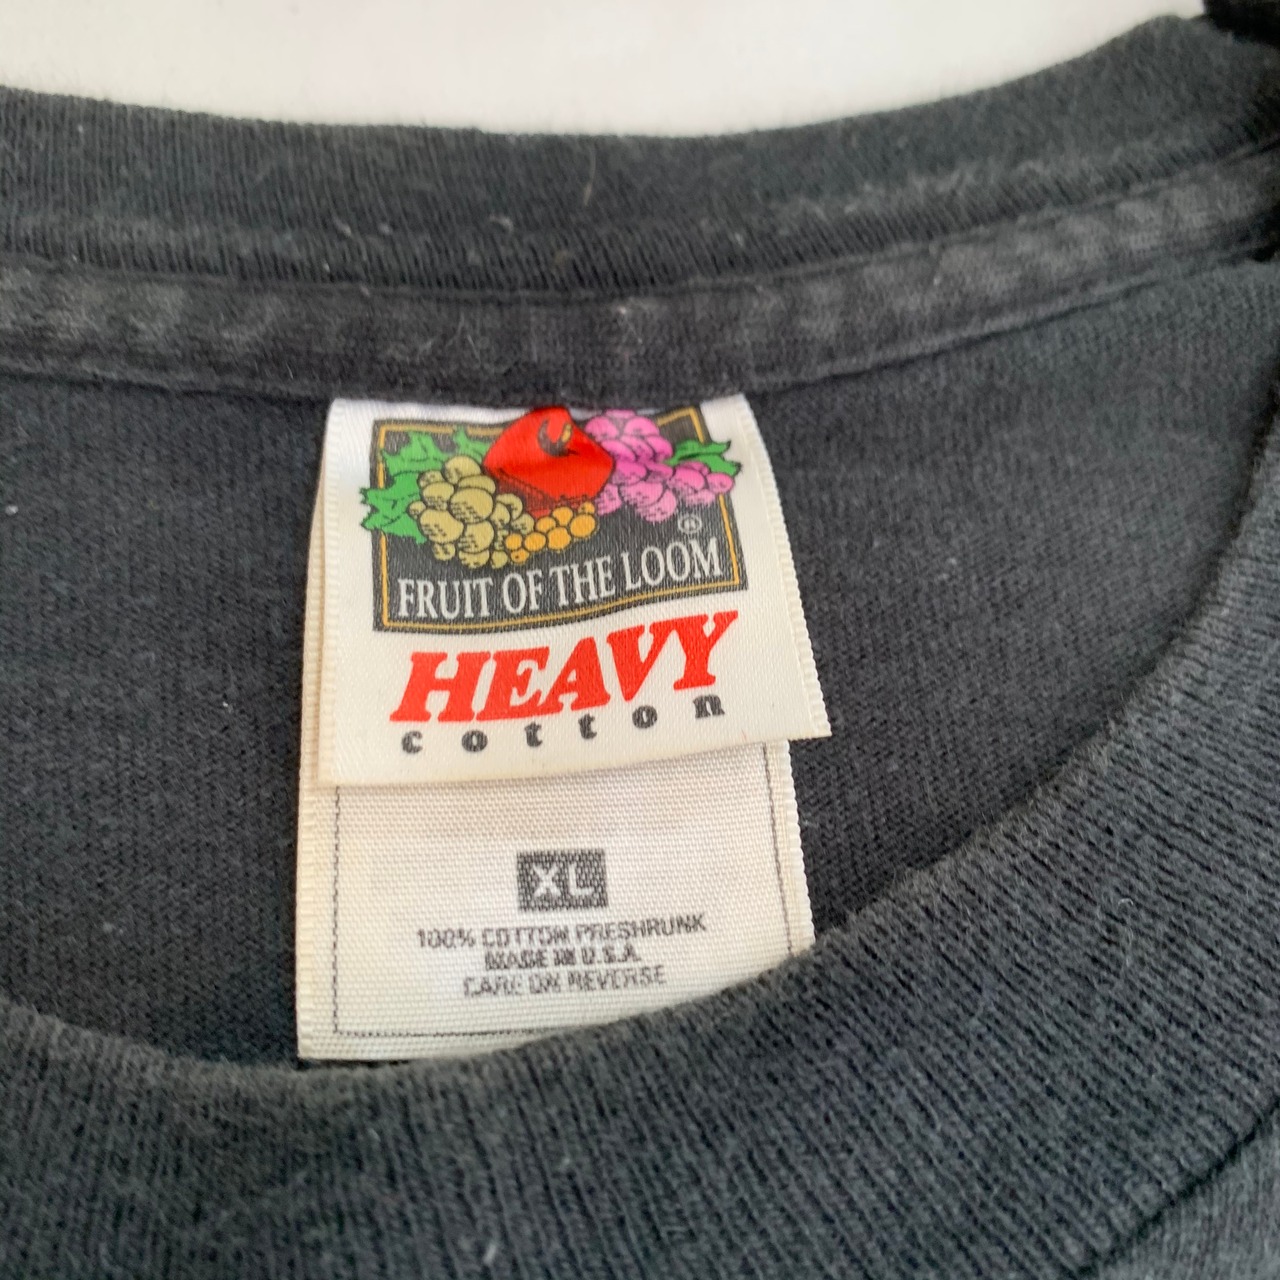 ®
FRUIT OF THE LOOM
HEAVY
cotton
XL
100% COTTON PRESHRUNK
MADE IN U.S.A.
CARE ON REVERSE